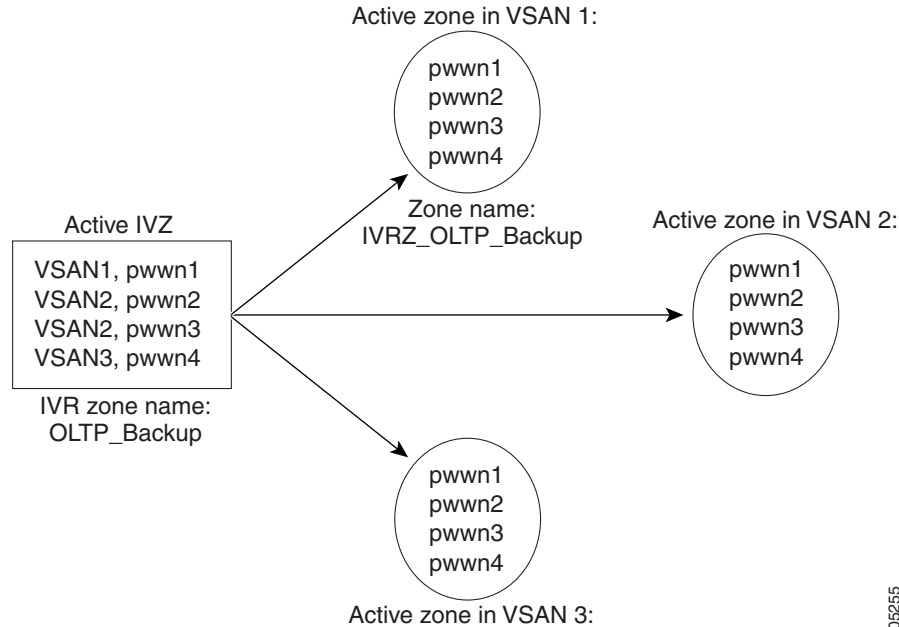 Active zone in VSAN 1:
pwwn1
pwwn2
pwwn3
pwwn4
Zone name:
IVRZ_OLTP_Backup
Active IVZ
VSAN1, pwwn1
VSAN2, pwwn2
VSAN2, pwwn3
VSAN3, pwwn4
IVR zone name:
OLTP_Backup
Active zone in VSAN 2:
pwwn1
pwwn2
pwwn3
pwwn4
pwwn1
pwwn2
pwwn3
pwwn4
Active zone in VSAN 3: